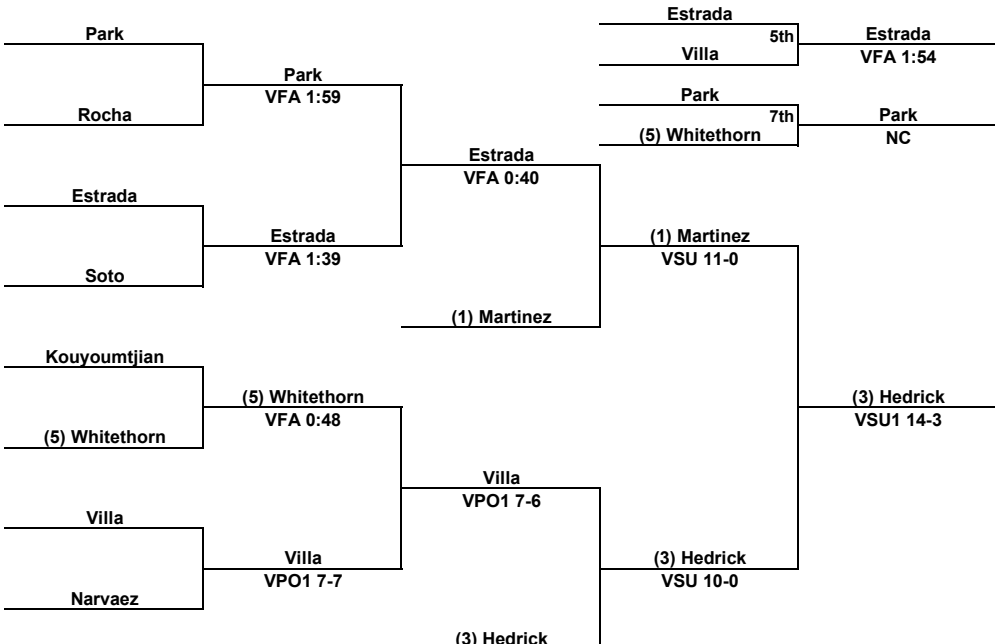 Estrada
5th
Villa
Estrada
VFA 1:54
Park
7th
(5) Whitethorn
Park
NC
Park
Rocha
Park
VFA 1:59
Estrada
Soto
Estrada
VFA 1:39
Estrada
VFA 0:40
(1) Martinez
(1) Martinez
VSU 11-0
Kouyoumtjian
(5) Whitethorn
(5) Whitethorn
VFA 0:48
Villa
Narvaez
Villa
VPO1 7-7
Villa
VPO1 7-6
(3) Hedrick
(3) Hedrick
VSU 10-0
(3) Hedrick
VSU1 14-3